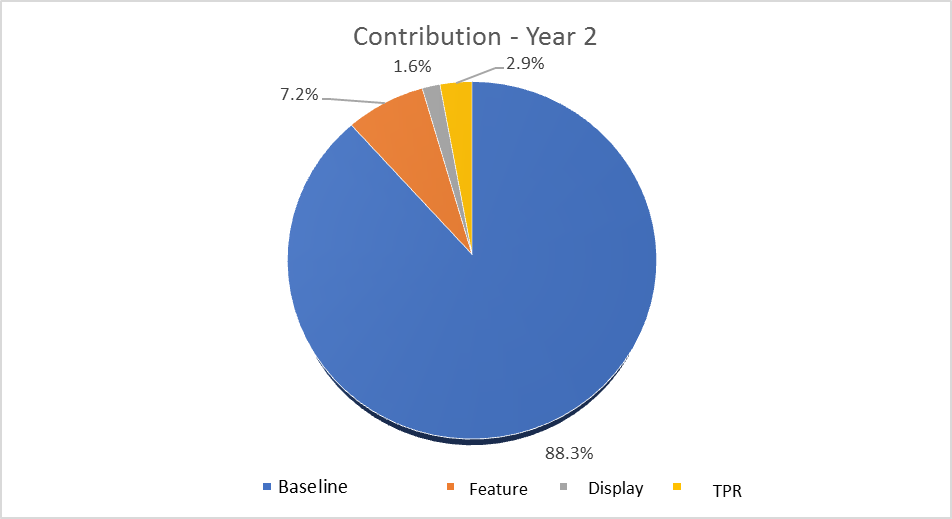 Contribution - Year 2
1.6%
2.9%
7.2%
88.3%
Baseline Feature Display TPR